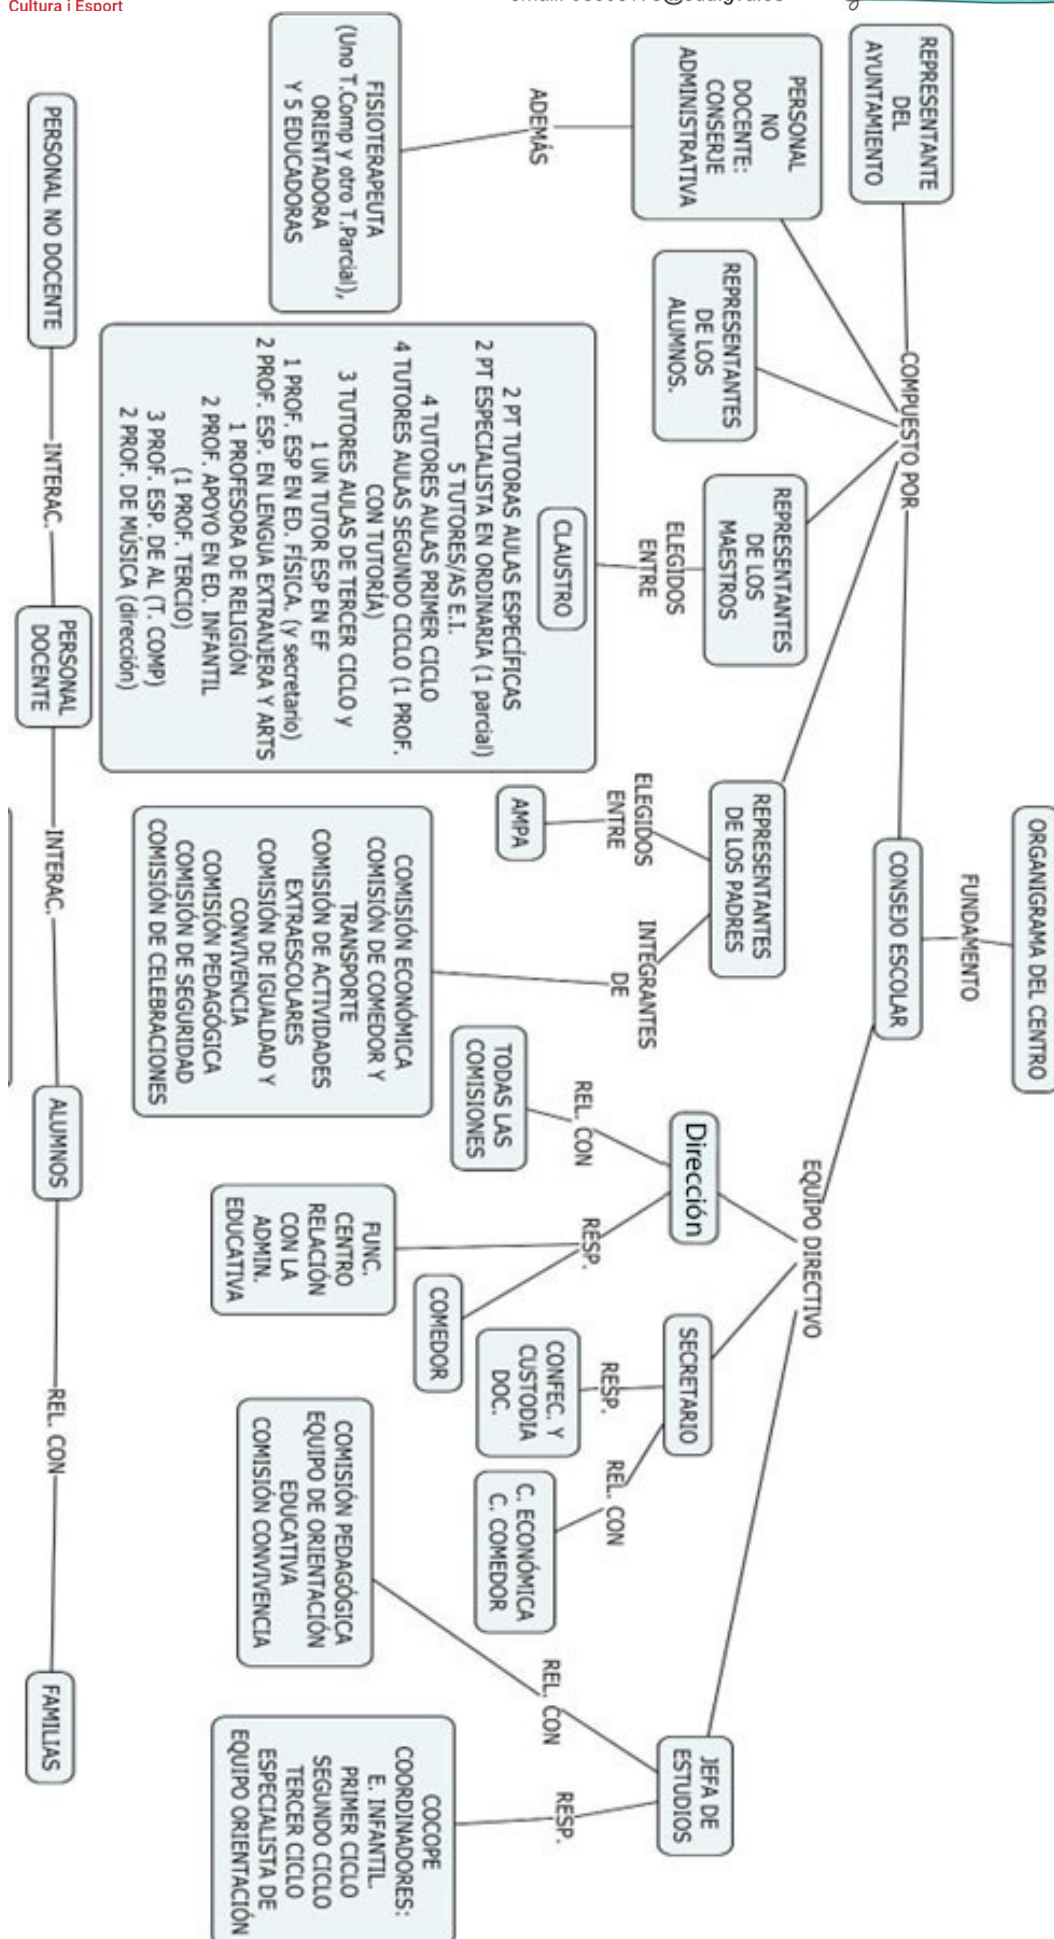 Cultura i Esport
ORGANIGRAMA DEL CENTRO
FUNDAMENTO
CONSEJO ESCOLAR
COMPUESTO POR
EQUIPO DIRECTIVO
REPRESENTANTE
DEL
AYUNTAMIENTO
PERSONAL
NO
DOCENTE:
CONSERJE
ADMINISTRATIVA
ADEMÁS
FISIOTERAPEUTA
(Uno T.Comp y otro T.Parcial),
ORIENTADORA
Y 5 EDUCADORAS
REPRESENTANTES
DE LOS
ALUMNOS.
REPRESENTANTES
DE LOS
MAESTROS
ELEGIDOS
ENTRE
CLAUSTRO
2 PT TUTORAS AULAS ESPECÍFICAS
2 PT ESPECIALISTA EN ORDINARIA (1 parcial)
5 TUTORES/AS E.I.
4 TUTORES AULAS PRIMER CICLO
4 TUTORES AULAS SEGUNDO CICLO (1 PROF.
CON TUTORÍA)
3 TUTORES AULAS DE TERCER CICLO y
1 UN TUTOR ESP EN EF
1 PROF. ESP EN ED. FÍSICA. (y secretario)
2 PROF. ESP. EN LENGUA EXTRANJERA Y ARTS
1 PROFESORA DE RELIGIÓN
2 PROF. APOYO EN ED. INFANTIL
(1 PROF. TERCIO)
3 PROF. ESP. DE AL (T. COMP)
2 PROF. DE MÚSICA (dirección)
REPRESENTANTES
DE LOS PADRES
ELEGIDOS
ENTRE
AMPA
INTEGRANTES
DE
COMISIÓN ECONÓMICA
COMISIÓN DE COMEDOR Y
TRANSPORTE
COMISIÓN DE ACTIVIDADES
EXTRAESCOLARES
COMISIÓN DE IGUALDAD Y
CONVIVENCIA
COMISIÓN PEDAGÓGICA
COMISIÓN DE SEGURIDAD
COMISIÓN DE CELEBRACIONES
Dirección
REL. CON
TODAS LAS
COMISIONES
RESP.
FUNC.
CENTRO
RELACIÓN
CON LA
ADMIN.
EDUCATIVA
COMEDOR
SECRETARIO
RESP.
CONFEC. Y
CUSTODIA
DOC.
REL. CON
C. ECONÓMICA
C. COMEDOR
JEFA DE
ESTUDIOS
REL. CON
COMISIÓN PEDAGÓGICA
EQUIPO DE ORIENTACIÓN
EDUCATIVA
COMISIÓN CONVIVENCIA
RESP.
COCOPE
COORDINADORES:
E. INFANTIL.
PRIMER CICLO
SEGUNDO CICLO
TERCER CICLO
ESPECIALISTA DE
EQUIPO ORIENTACIÓN
PERSONAL NO DOCENTE
INTERAC.
PERSONAL
DOCENTE
INTERAC.
ALUMNOS
REL. CON
FAMILIAS